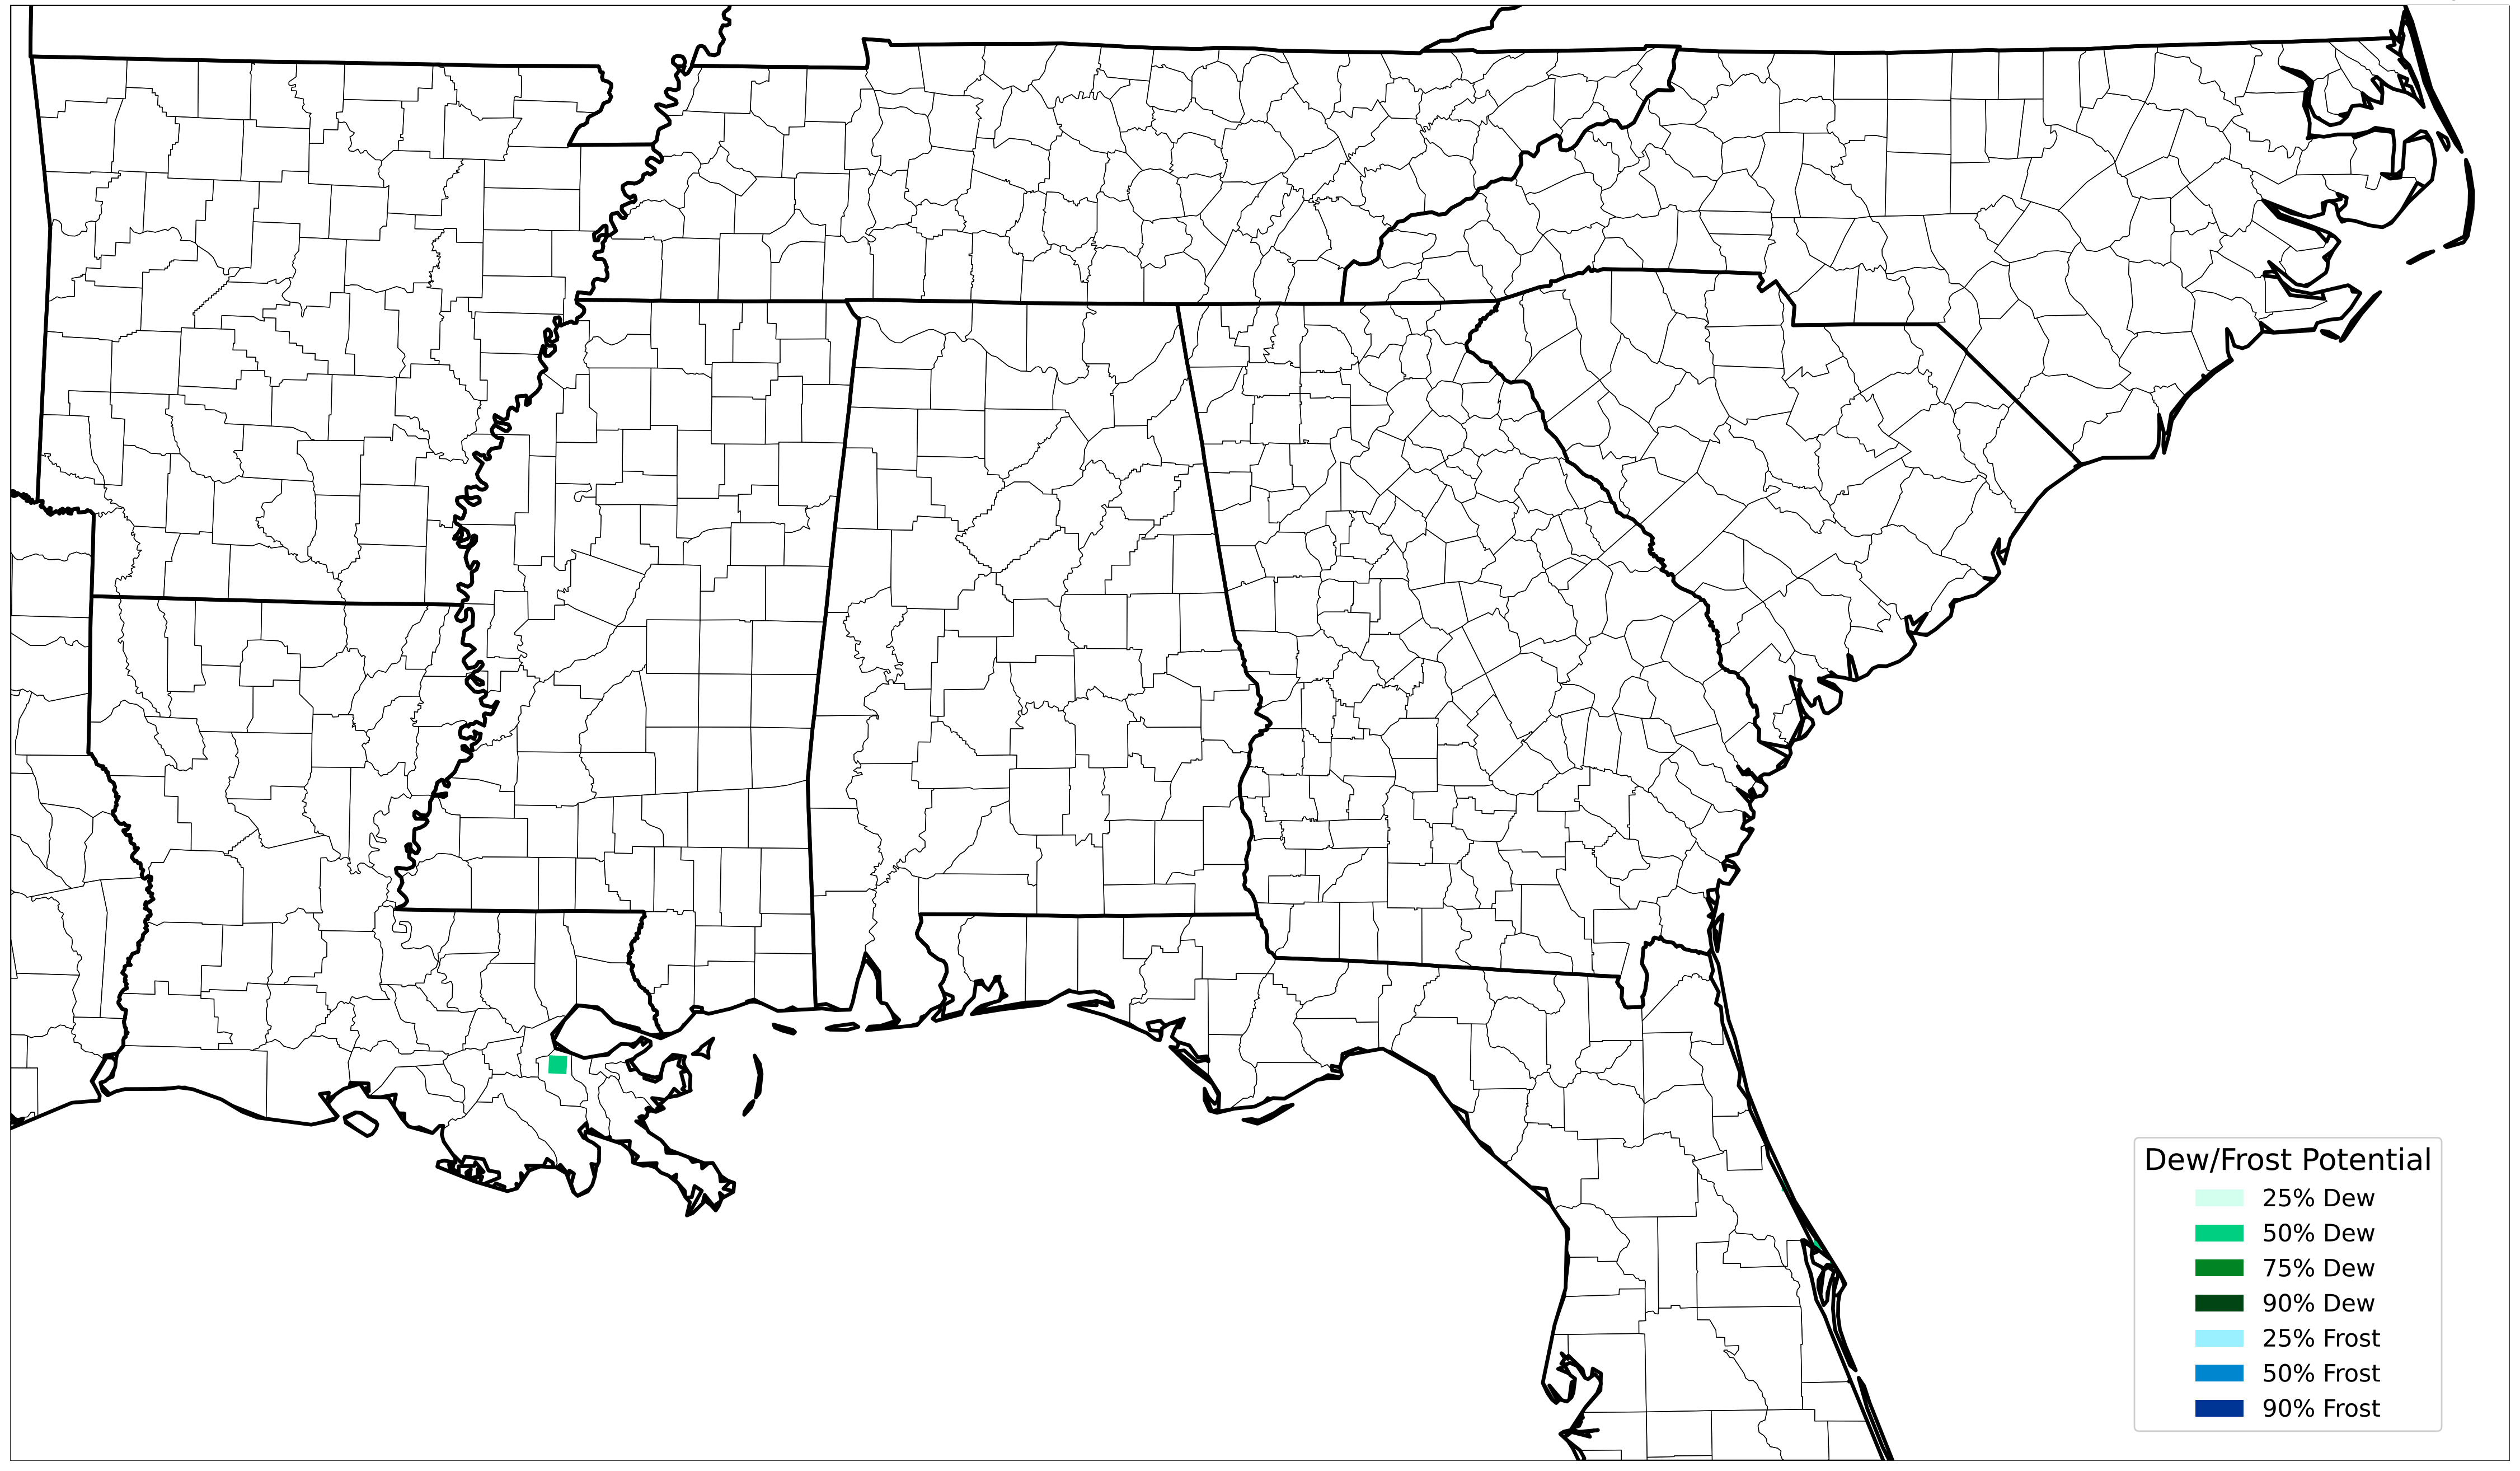 Dew/Frost Potential
25% Dew
50% Dew
75% Dew
90% Dew
25% Frost
50% Frost
90% Frost